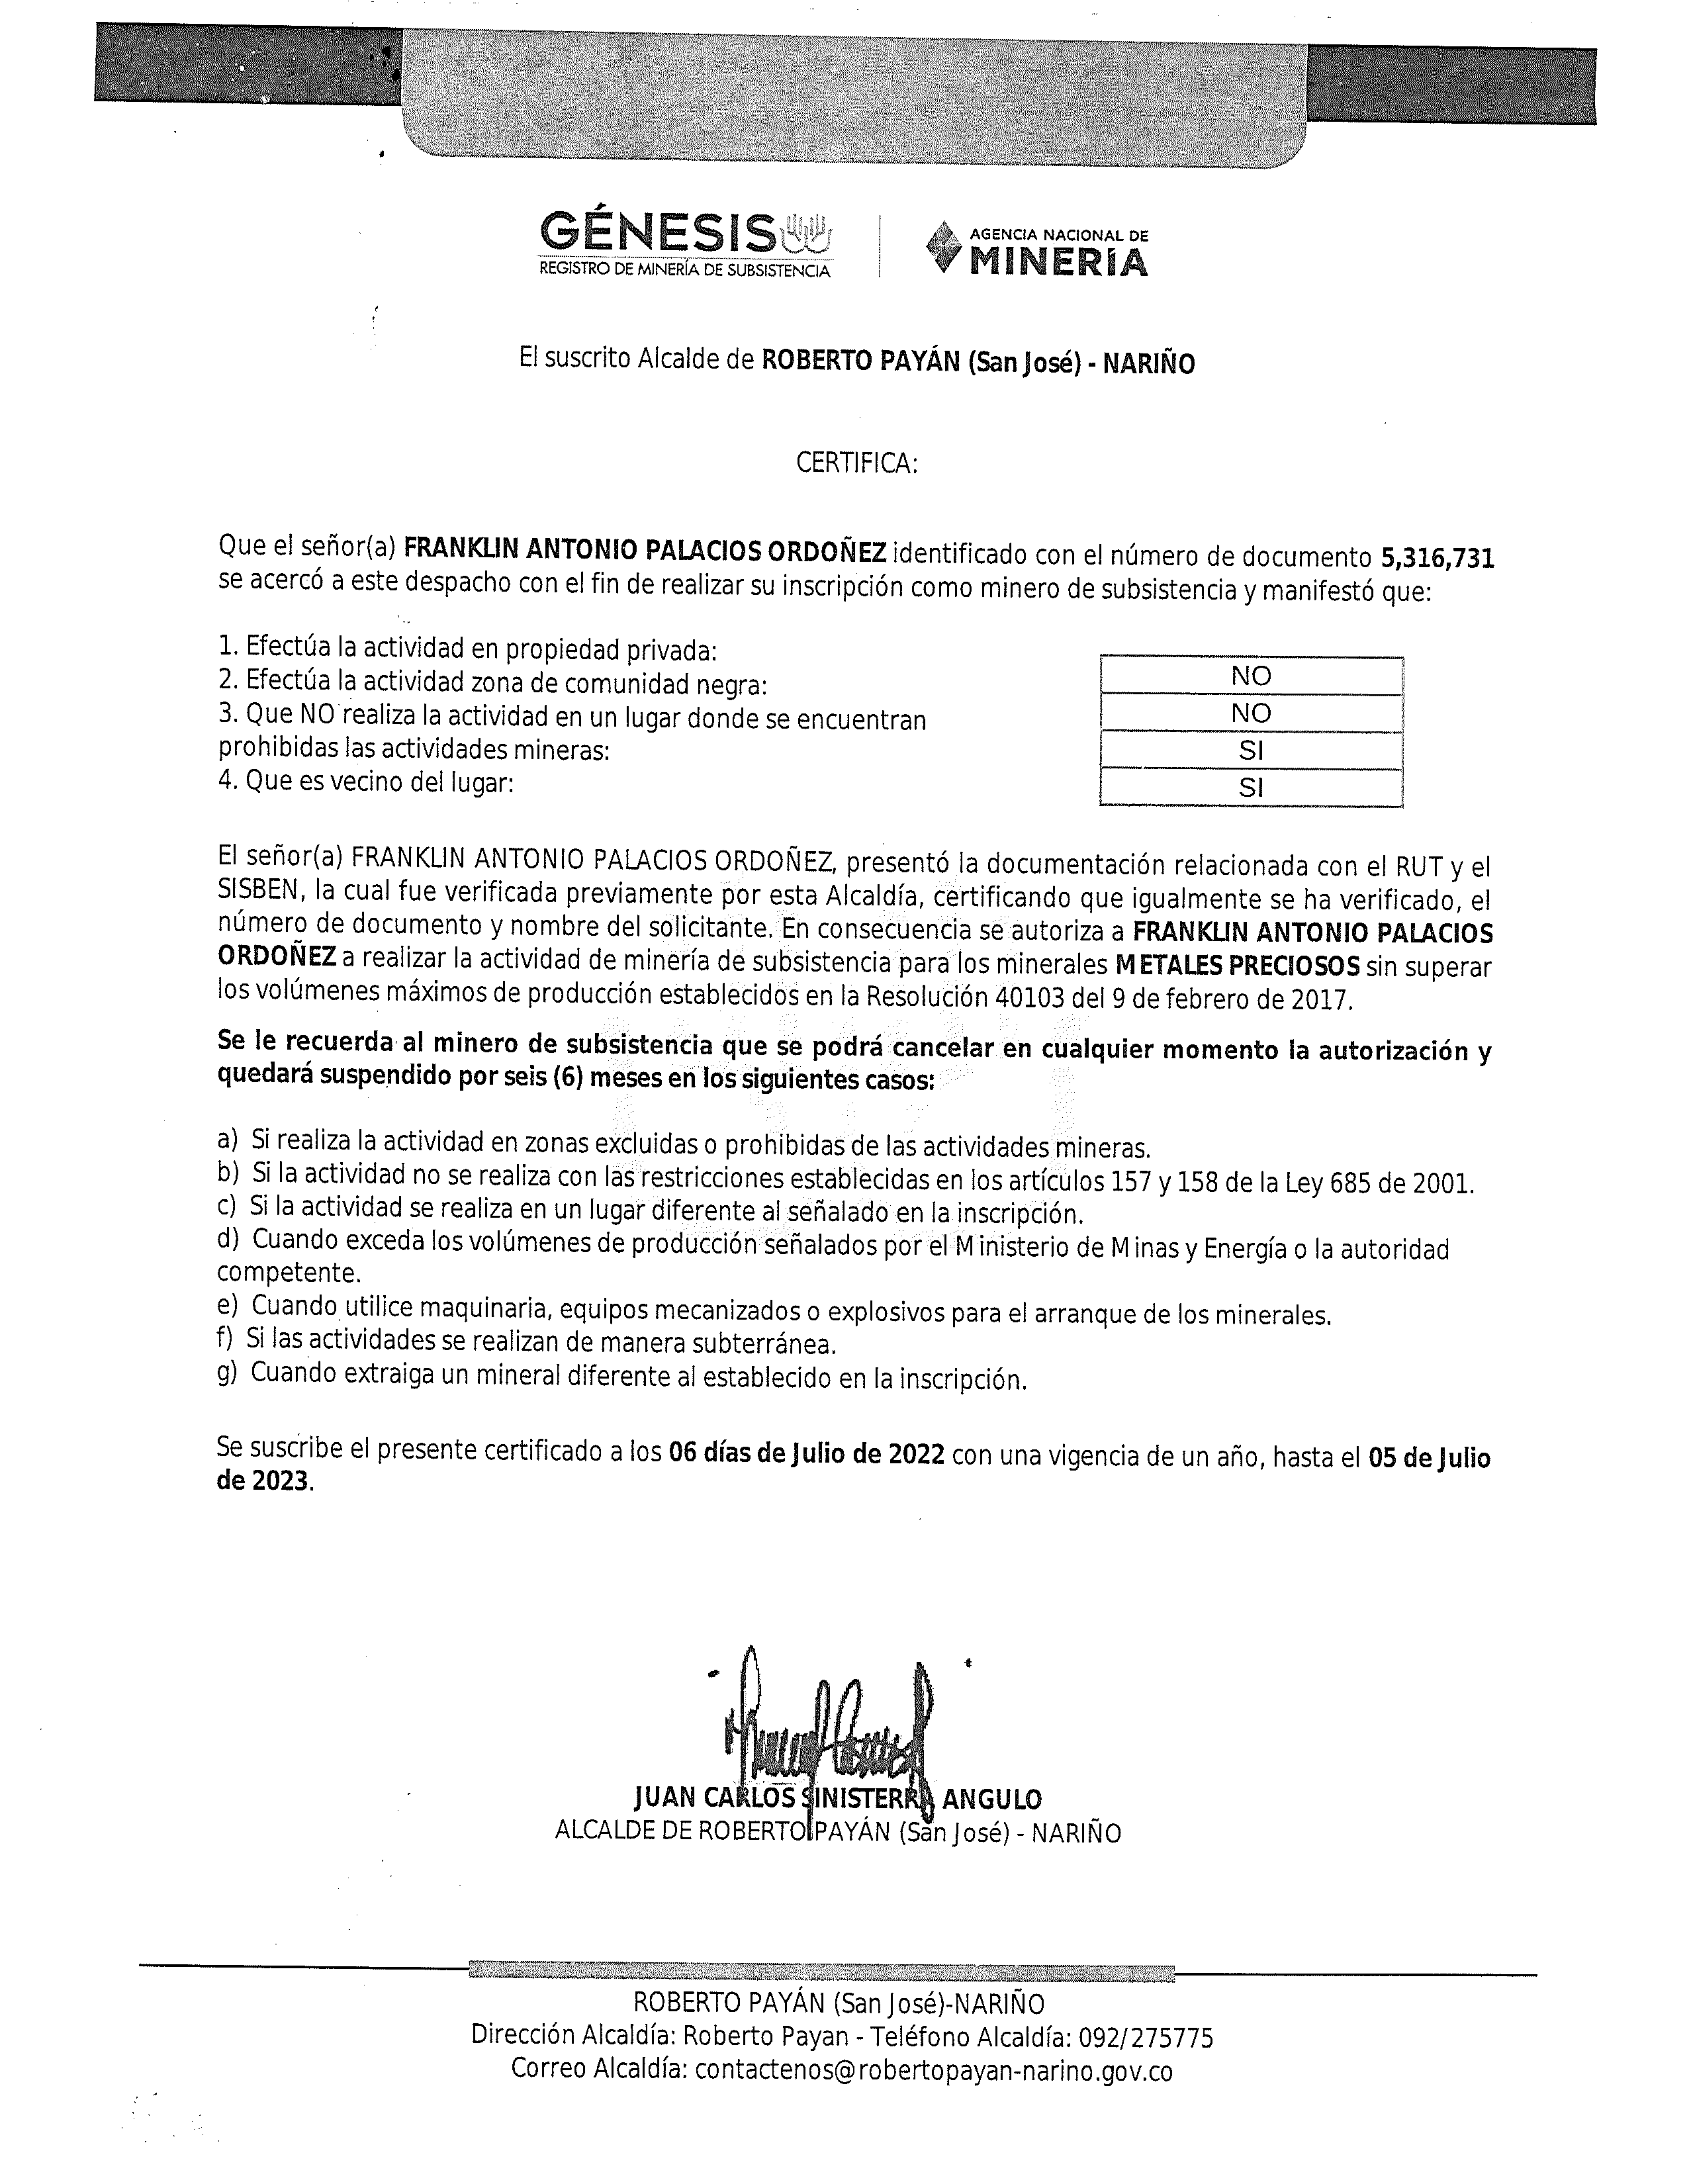 GÉNESIS
REGISTRO DE MINERÍA DE SUBSISTENCIA
AGENCIA NACIONAL DE
MINERÍA
El suscrito Alcalde de ROBERTO PAYÁN (San José) - NARIÑO
CERTIFICA:
Que el señor(a) FRANKLIN ANTONIO PALACIOS ORDOÑEZ identificado con el número de documento 5,316,731
se acercó a este despacho con el fin de realizar su inscripción como minero de subsistencia y manifestó que:
1. Efectúa la actividad en propiedad privada:
NO
2. Efectúa la actividad zona de comunidad negra:
NO
3. Que NO realiza la actividad en un lugar donde se encuentran
prohibidas las actividades mineras:
SI
4. Que es vecino del lugar:
SI
El señor(a) FRANKLIN ANTONIO PALACIOS ORDOÑEZ, presentó la documentación relacionada con el RUT y el
SISBEN, la cual fue verificada previamente por esta Alcaldía, certificando que igualmente se ha verificado, el
número de documento y nombre del solicitante. En consecuencia se autoriza a FRANKLIN ANTONIO PALACIOS
ORDOÑEZ a realizar la actividad de minería de subsistencia para los minerales METALES PRECIOSOS sin superar
los volúmenes máximos de producción establecidos en la Resolución 40103 del 9 de febrero de 2017.
Se le recuerda al minero de subsistencia que se podrá cancelar en cualquier momento la autorización y
quedará suspendido por seis (6) meses en los siguientes casos:
a) Si realiza la actividad en zonas excluidas o prohibidas de las actividades mineras.
b) Si la actividad no se realiza con las restricciones establecidas en los artículos 157 y 158 de la Ley 685 de 2001.
c) Si la actividad se realiza en un lugar diferente al señalado en la inscripción.
d) Cuando exceda los volúmenes de producción señalados por el Ministerio de Minas y Energía o la autoridad
competente.
e) Cuando utilice maquinaria, equipos mecanizados o explosivos para el arranque de los minerales.
f) Si las actividades se realizan de manera subterránea.
g) Cuando extraiga un mineral diferente al establecido en la inscripción.
Se suscribe el presente certificado a los 06 días de Julio de 2022 con una vigencia de un año, hasta el 05 de Julio
de 2023.
JUAN CARLOS SINISTERRA ANGULO
ALCALDE DE ROBERTO PAYÁN (San José) - NARIÑO
ROBERTO PAYÁN (San José)-NARIÑO
Dirección Alcaldía: Roberto Payan - Teléfono Alcaldía: 092/275775
Correo Alcaldía: contactenos@robertopayan-narino.gov.co